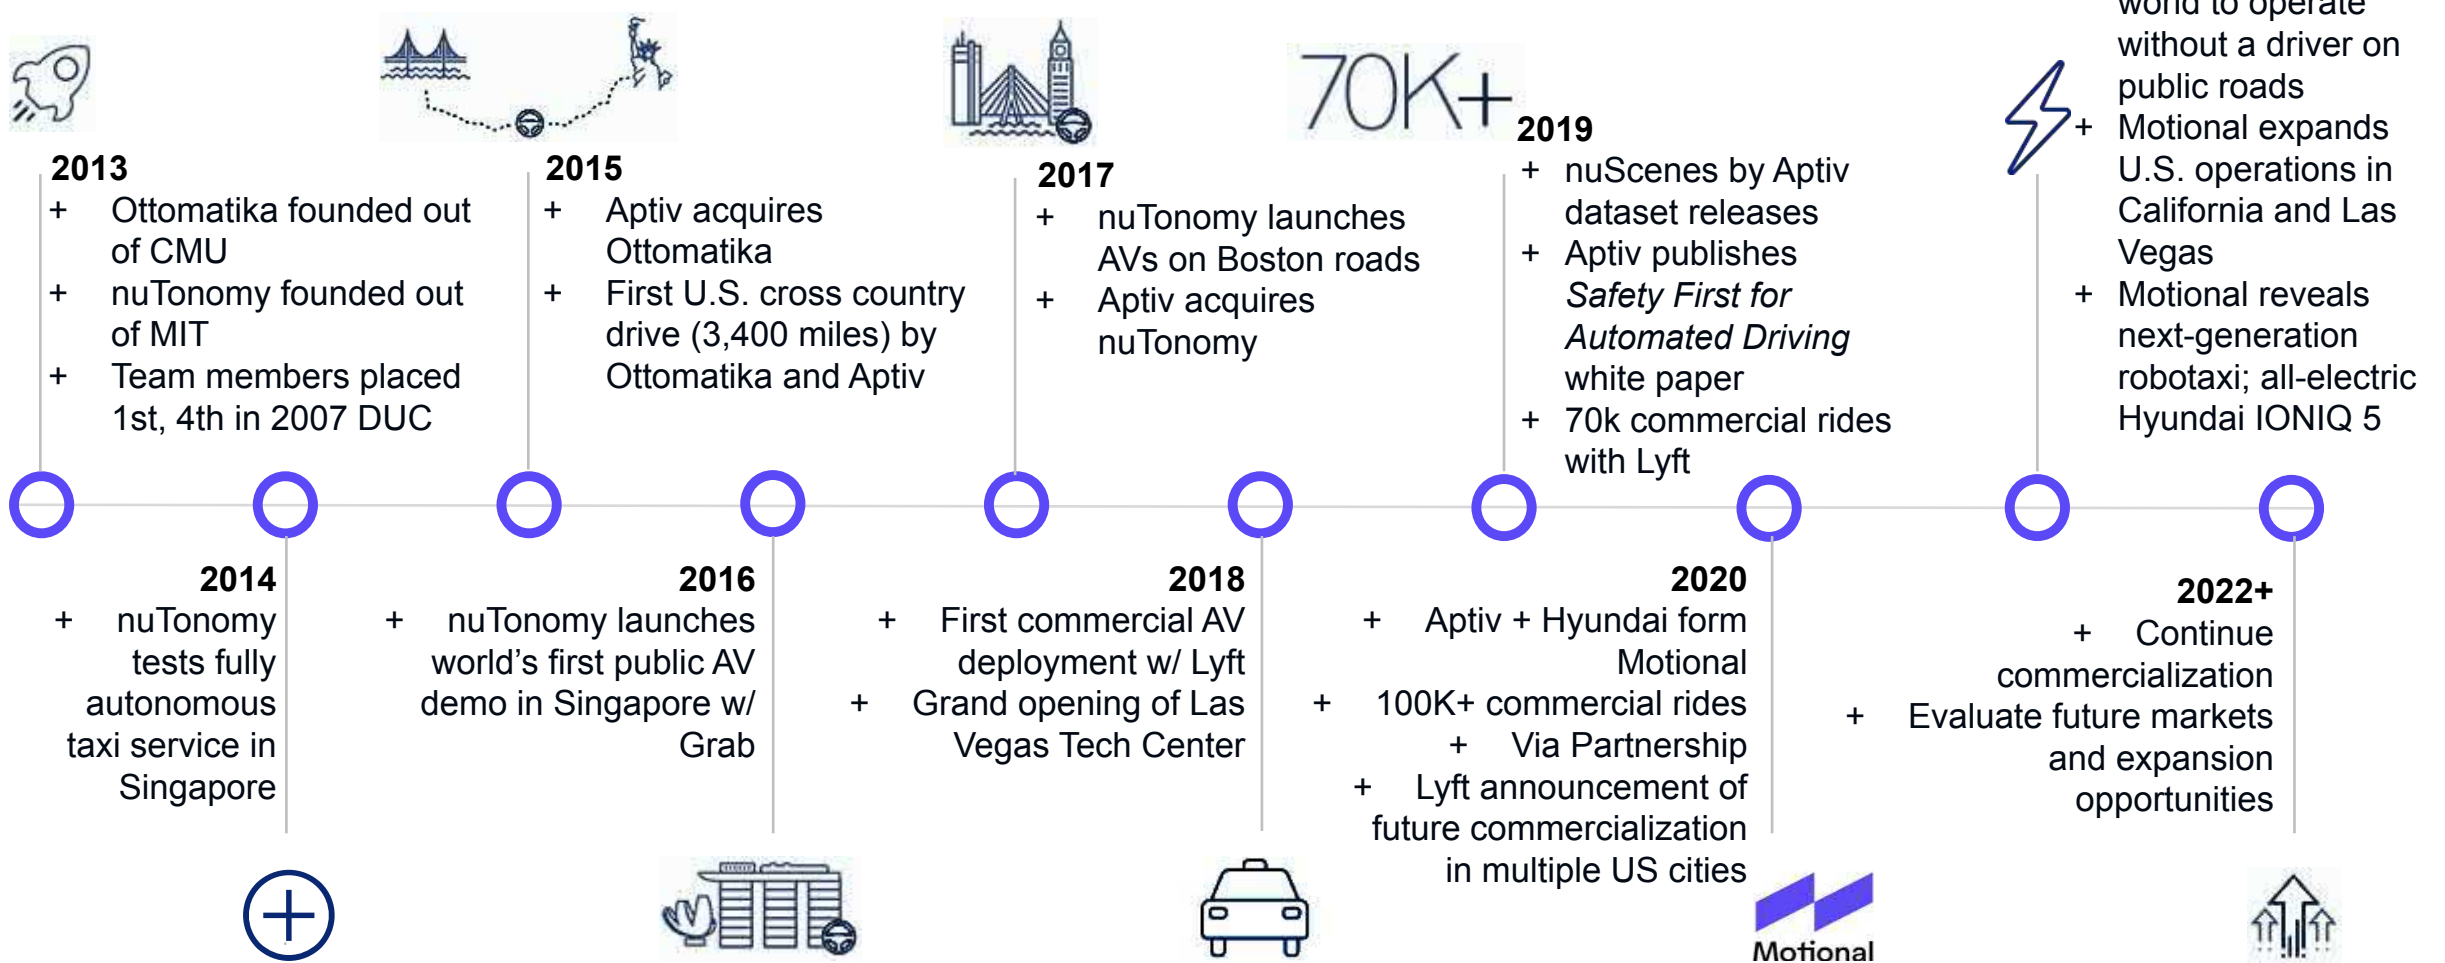 70K+
2013
+ Ottomatika founded out
of CMU
+ nuTonomy founded out
of MIT
+ Team members placed
1st, 4th in 2007 DUC
2015
+ Aptiv acquires
Ottomatika
+ First U.S. cross country
drive (3,400 miles) by
Ottomatika and Aptiv
2017
+ nuTonomy launches
AVs on Boston roads
+ Aptiv acquires
nuTonomy
2019
+ nuScenes by Aptiv
dataset releases
+ Aptiv publishes
Safety First for
Automated Driving
white paper
+ 70k commercial rides
with Lyft
world to operate
without a driver on
public roads
+ Motional expands
U.S. operations in
California and Las
Vegas
+ Motional reveals
next-generation
robotaxi; all-electric
Hyundai IONIQ 5
2014
+ nuTonomy
tests fully
autonomous
taxi service in
Singapore
2016
+ nuTonomy launches
world’s first public AV
demo in Singapore w/
Grab
2018
+ First commercial AV
deployment w/ Lyft
+ Grand opening of Las
Vegas Tech Center
2020
+ Aptiv + Hyundai form
Motional
+ 100K+ commercial rides
+ Via Partnership
+ Lyft announcement of
future commercialization
in multiple US cities
Motional
2022+
+ Continue
commercialization
+ Evaluate future markets
and expansion
opportunities